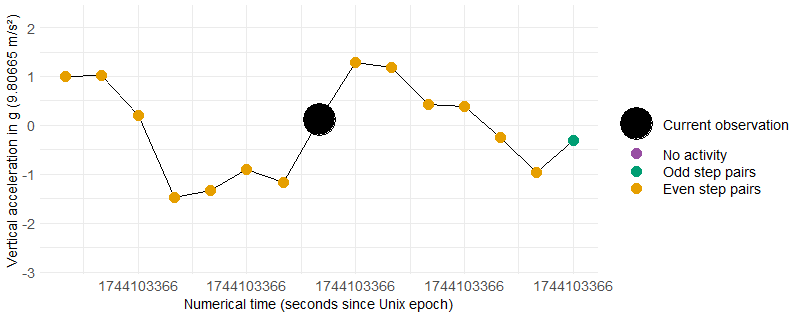 Vertical acceleration in g (9.80665 m/s²)
2
1
0
-1
-2
-3
1744103366 1744103366 1744103366 1744103366 1744103366
Numerical time (seconds since Unix epoch)
Current observation
No activity
Odd step pairs
Even step pairs